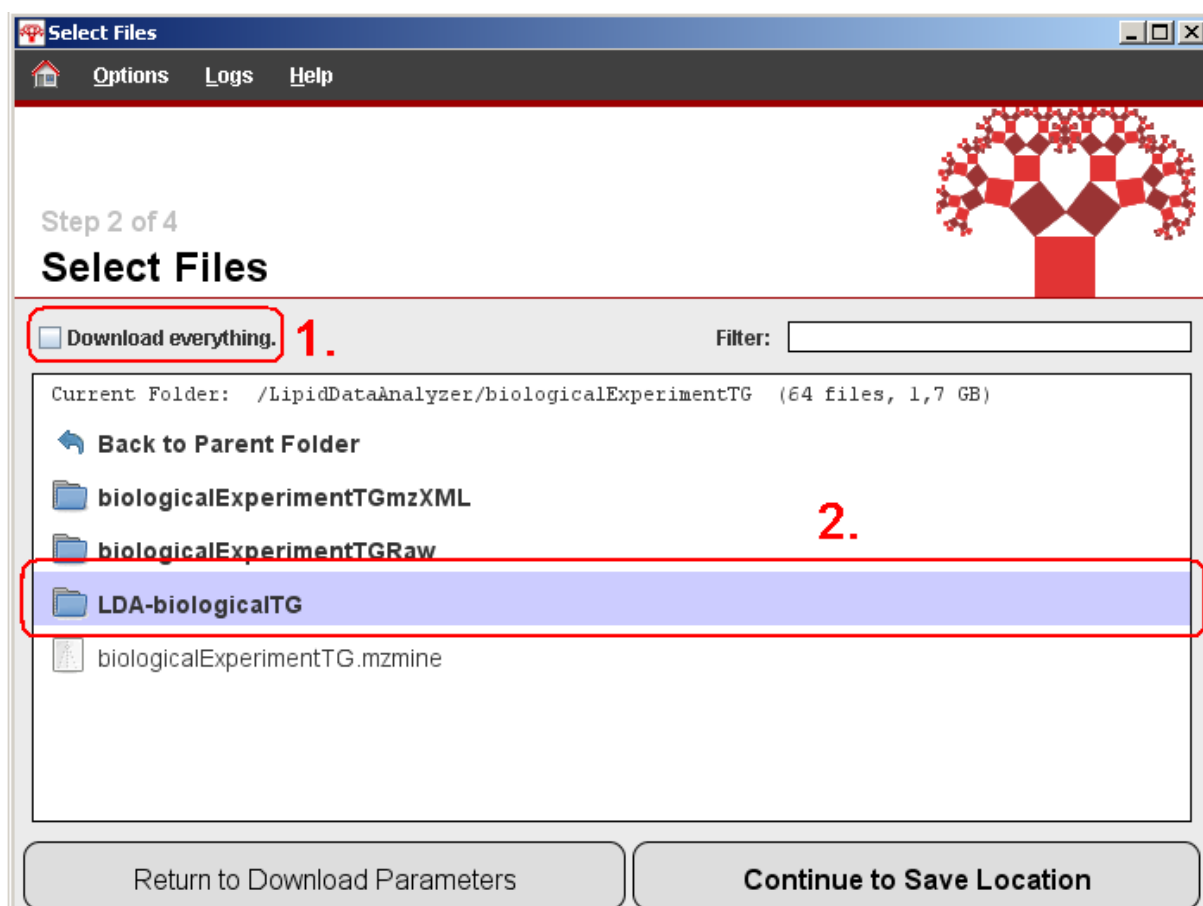 Select Files
Options Logs Help
Step 2 of 4
Select Files
Download everything. 1. Filter:
Current Folder: /LipidDataAnalyzer/biologicalExperimentTG (64 files, 1,7 GB)
Back to Parent Folder
biologicalExperimentTGmzXML
2.
biologicalExperimentTGRaw
LDA-biologicalTG
biologicalExperimentTG.mzmine
Return to Download Parameters Continue to Save Location